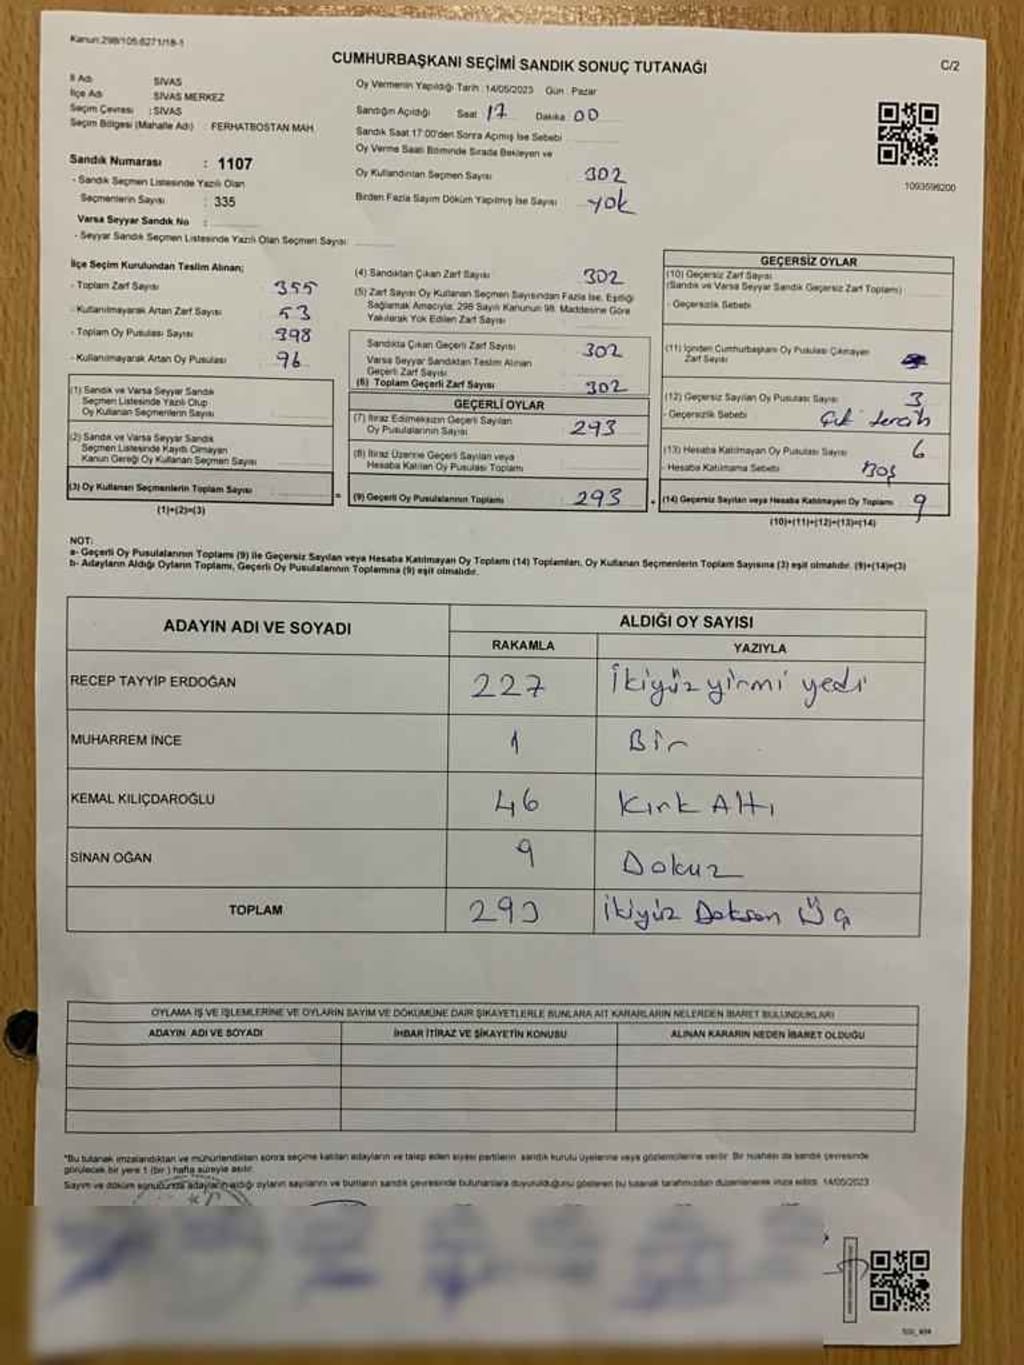 Kanun:298/105;6271/18-1
CUMHURBAŞKANI SEÇİMİ SANDIK SONUÇ TUTANAĞI
C/2
İl Adı SİVAS
İlçe Adı SİVAS MERKEZ
Seçim Çevresi : SİVAS
Seçim Bölgesi (Mahalle Adı) : FERHATBOSTAN MAH.
Sandık Numarası : 1107
- Sandık Seçmen Listesinde Yazılı Olan
Seçmenlerin Sayısı : 335
Varsa Seyyar Sandık No :
- Seyyar Sandık Seçmen Listesinde Yazılı Olan Seçmen Sayısı
Oy Vermenin Yapıldığı Tarih : 14/05/2023 Gün : Pazar
Sandığın Açıldığı Saat 17 Dakika 00
Sandık Saat 17:00'den Sonra Açımış İse Sebebi
Oy Verme Saati Bitiminde Sırada Bekleyen ve
Oy Kullandırılan Seçmen Sayısı 302
Birden Fazla Sayım Döküm Yapılmış İse Sayısı yok
1093596200
İlçe Seçim Kurulundan Teslim Alınan;
- Toplam Zarf Sayısı 355
- Kullanılmayarak Artan Zarf Sayısı 53
- Toplam Oy Pusulası Sayısı 398
- Kullanılmayarak Artan Oy Pusulası 96
(1) Sandık ve Varsa Seyyar Sandık
Seçmen Listesinde Yazılı Olup
Oy Kullanan Seçmenlerin Sayısı
(2) Sandık ve Varsa Seyyar Sandık
Seçmen Listesinde Kayıtlı Olmayan
Kanun Gereği Oy Kullanan Seçmen Sayısı
(3) Oy Kullanan Seçmenlerin Toplam Sayısı
(1)+(2)=(3)
(4) Sandıktan Çıkan Zarf Sayısı 302
(5) Zarf Sayısı Oy Kullanan Seçmen Sayısından Fazla İse, Eşitliği
Sağlamak Amacıyla; 298 Sayılı Kanunun 98. Maddesine Göre
Yakılarak Yok Edilen Zarf Sayısı
Sandıkta Çıkan Geçerli Zarf Sayısı 302
Varsa Seyyar Sandıktan Teslim Alınan
Geçerli Zarf Sayısı
(6) Toplam Geçerli Zarf Sayısı 302
GEÇERLİ OYLAR
(7) İtiraz Edilmeksizin Geçerli Sayılan
Oy Pusulalarının Sayısı 293
(8) İtiraz Üzerine Geçerli Sayılan veya
Hesaba Katılan Oy Pusulası Toplamı
= (9) Geçerli Oy Pusulalarının Toplamı 293 +
GEÇERSİZ OYLAR
(10) Geçersiz Zarf Sayısı
(Sandık ve Varsa Seyyar Sandık Geçersiz Zarf Toplamı)
- Geçersizlik Sebebi
(11) İçinden Cumhurbaşkanı Oy Pusulası Çıkmayan
Zarf Sayısı
(12) Geçersiz Sayılan Oy Pusulası Sayısı 3
- Geçersizlik Sebebi Çift tercih
(13) Hesaba Katılmayan Oy Pusulası Sayısı 6
- Hesaba Katılmama Sebebi Boş
(14) Geçersiz Sayılan veya Hesaba Katılmayan Oy Toplamı 9
(10)+(11)+(12)+(13)=(14)
NOT:
a- Geçerli Oy Pusulalarının Toplamı (9) ile Geçersiz Sayılan veya Hesaba Katılmayan Oy Toplamı (14) Toplamları, Oy Kullanan Seçmenlerin Toplam Sayısına (3) eşit olmalıdır. (9)+(14)=(3)
b- Adayların Aldığı Oyların Toplamı, Geçerli Oy Pusulalarının Toplamına (9) eşit olmalıdır.
ADAYIN ADI VE SOYADI ALDIĞI OY SAYISI
RAKAMLA YAZIYLA
RECEP TAYYİP ERDOĞAN 227 İkiyüz yirmi yedi
MUHARREM İNCE 1 Bir
KEMAL KILIÇDAROĞLU 46 Kırk Altı
SİNAN OĞAN 9 Dokuz
TOPLAM 293 İkiyüz Doksan Üç
OYLAMA İŞ VE İŞLEMLERİNE VE OYLARIN SAYIM VE DÖKÜMÜNE DAİR ŞİKAYETLERLE BUNLARA AİT KARARLARIN NELERDEN İBARET BULUNDUKLARI
ADAYIN ADI VE SOYADI İHBAR İTİRAZ VE ŞİKAYETİN KONUSU ALINAN KARARIN NEDEN İBARET OLDUĞU
"Bu tutanak imzalandıktan ve mühürlendikten sonra seçime katılan adayların ve talep eden siyasi partilerin sandık kurulu üyelerine veya gözlemcilerine verilir. Bir nüshası da sandık çevresinde
görülecek bir yere 1 (bir) hafta süreyle asılır.
Sayım ve döküm sonucunda adayların aldığı oyların sayılarını ve bunların sandık çevresinde bulunanlara duyurulduğunu gösteren bu tutanak tarafımızdan düzenlenerek imza edildi. 14/05/2023